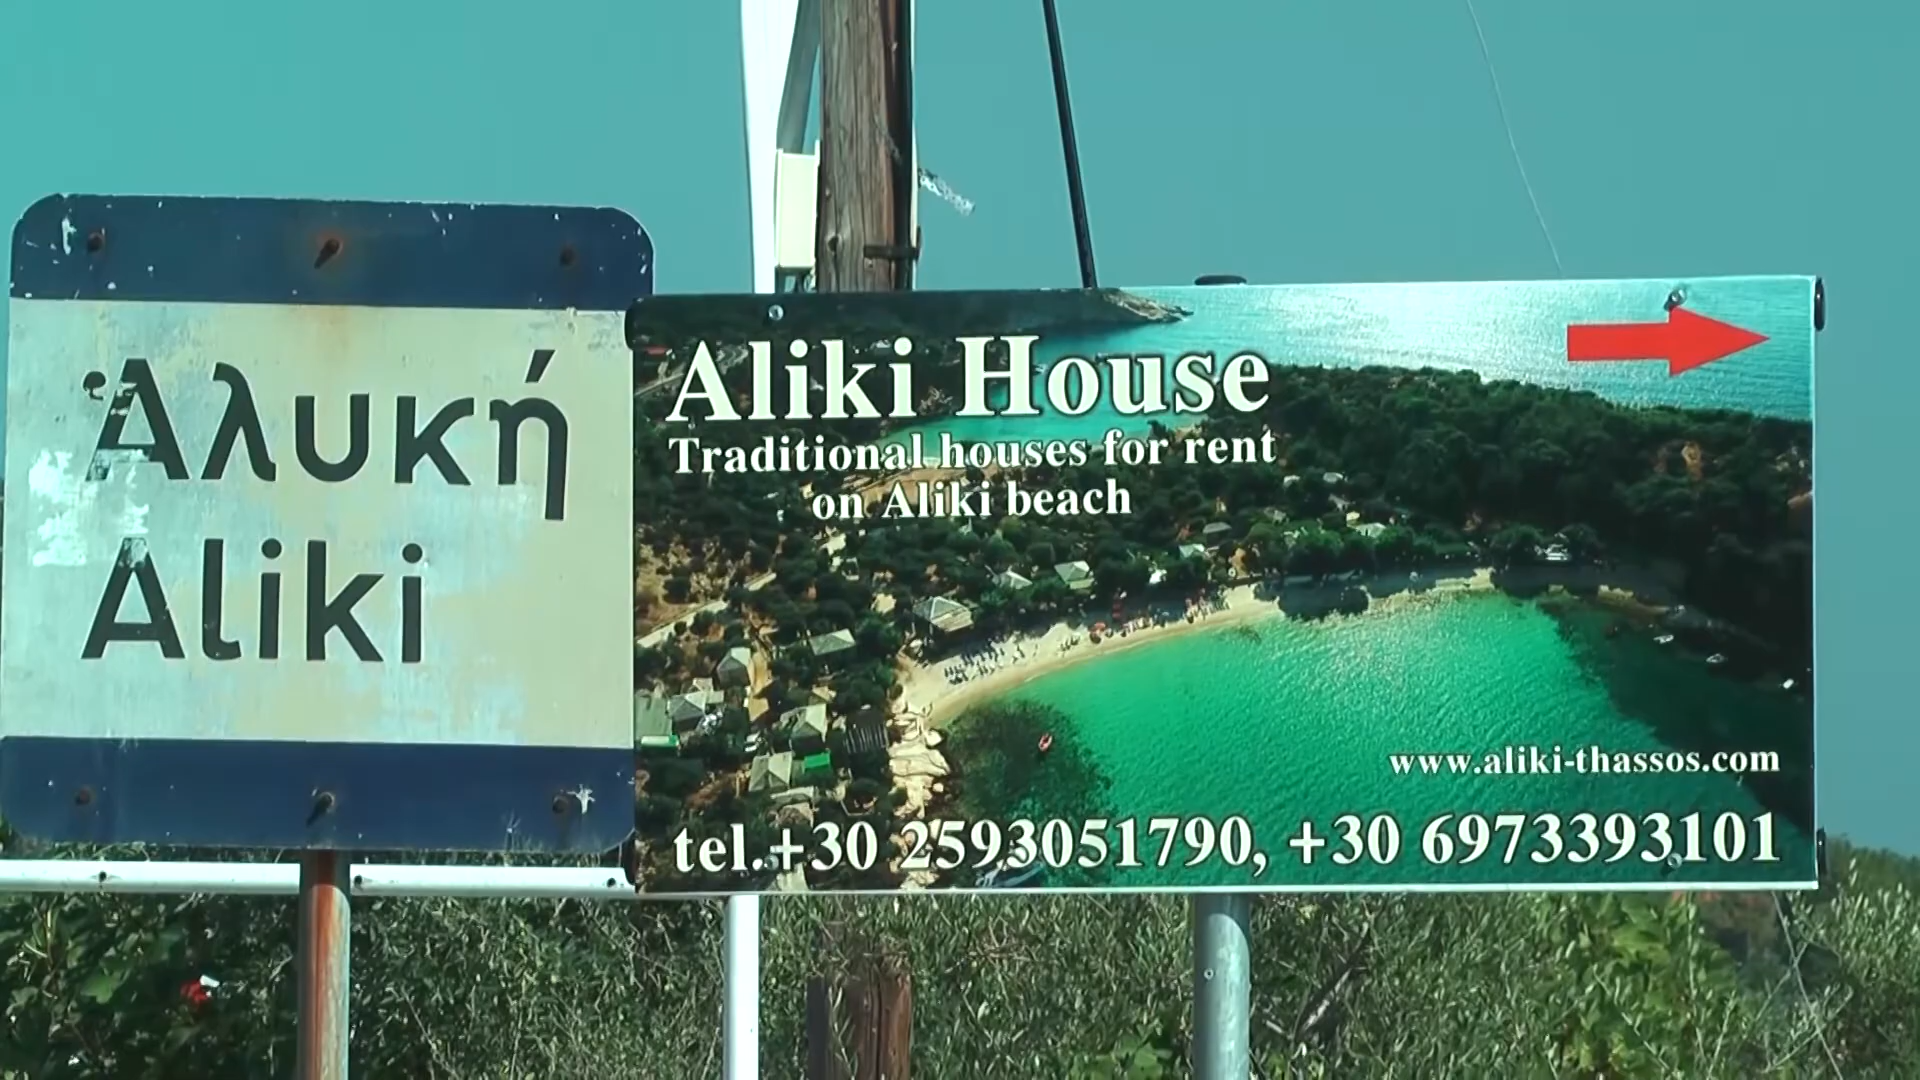 Ἁλυκή
Aliki
Aliki House
Traditional houses for rent
on Aliki beach
www.aliki-thassos.com
tel.+30 2593051790, +30 6973393101